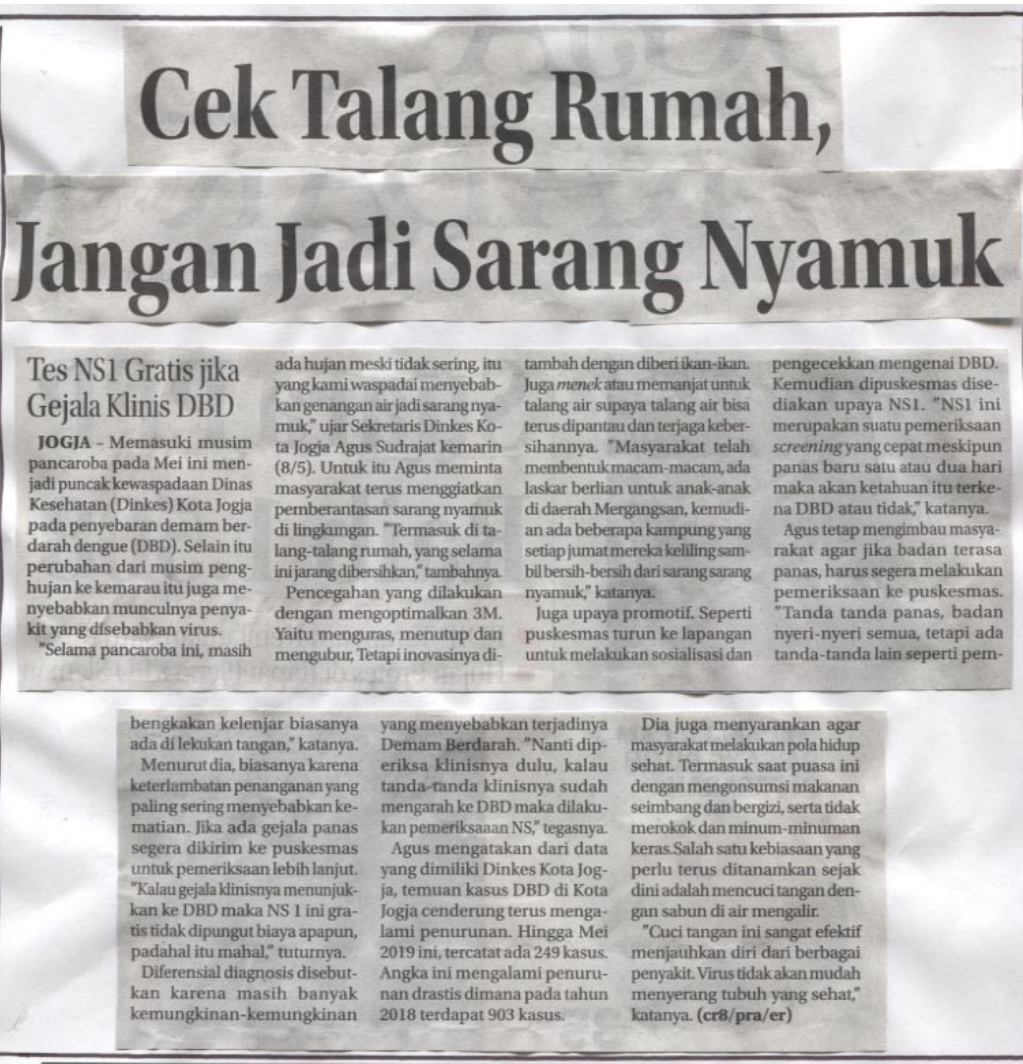 Cek Talang Rumah,
Jangan Jadi Sarang Nyamuk
Tes NS1 Gratis jika
Gejala Klinis DBD
JOGJA - Memasuki musim
pancaroba pada Mei ini men-
jadi puncak kewaspadaan Dinas
Kesehatan (Dinkes) Kota Jogja
pada penyebaran demam ber-
darah dengue (DBD). Selain itu
perubahan dari musim peng-
hujan ke kemarau itu juga me-
nyebabkan munculnya penya-
kit yang disebabkan virus.
"Selama pancaroba ini, masih
ada hujan meski tidak sering, itu
yang kami waspadai menyebab-
kan genangan air jadi sarang nya-
muk," ujar Sekretaris Dinkes Ko-
ta Jogja Agus Sudrajat kemarin
(8/5). Untuk itu Agus meminta
masyarakat terus menggiatkan
pemberantasan sarang nyamuk
di lingkungan. "Termasuk di ta-
lang-talang rumah, yang selama
ini jarang dibersihkan," tambahnya.
Pencegahan yang dilakukan
dengan mengoptimalkan 3M.
Yaitu menguras, menutup dan
mengubur, Tetapi inovasinya di-
tambah dengan diberi ikan-ikan.
Juga menek atau memanjat untuk
talang air supaya talang air bisa
terus dipantau dan terjaga keber-
sihannya. "Masyarakat telah
membentuk macam-macam, ada
laskar berlian untuk anak-anak
di daerah Mergangsan, kemudi-
an ada beberapa kampung yang
setiap jumat mereka keliling sam-
bil bersih-bersih dari sarang sarang
nyamuk," katanya.
Juga upaya promotif. Seperti
puskesmas turun ke lapangan
untuk melakukan sosialisasi dan
pengecekkan mengenai DBD.
Kemudian dipuskesmas dise-
diakan upaya NS1. "NS1 ini
merupakan suatu pemeriksaan
screening yang cepat meskipun
panas baru satu atau dua hari
maka akan ketahuan itu terke-
na DBD atau tidak," katanya.
Agus tetap mengimbau masya-
rakat agar jika badan terasa
panas, harus segera melakukan
pemeriksaan ke puskesmas.
"Tanda tanda panas, badan
nyeri-nyeri semua, tetapi ada
tanda-tanda lain seperti pem-
bengkakan kelenjar biasanya
ada di lekukan tangan," katanya.
Menurut dia, biasanya karena
keterlambatan penanganan yang
paling sering menyebabkan ke-
matian. Jika ada gejala panas
segera dikirim ke puskesmas
untuk pemeriksaan lebih lanjut.
"Kalau gejala klinisnya menunjuk-
kan ke DBD maka NS 1 ini gra-
tis tidak dipungut biaya apapun,
padahal itu mahal," tuturnya.
Diferensial diagnosis disebut-
kan karena masih banyak
kemungkinan-kemungkinan
yang menyebabkan terjadinya
Demam Berdarah. "Nanti dip-
eriksa klinisnya dulu, kalau
tanda-tanda klinisnya sudah
mengarah ke DBD maka dilaku-
kan pemeriksaaan NS," tegasnya.
Agus mengatakan dari data
yang dimiliki Dinkes Kota Jog-
ja, temuan kasus DBD di Kota
Jogja cenderung terus menga-
lami penurunan. Hingga Mei
2019 ini, tercatat ada 249 kasus.
Angka ini mengalami penuru-
nan drastis dimana pada tahun
2018 terdapat 903 kasus.
Dia juga menyarankan agar
masyarakat melakukan pola hidup
sehat. Termasuk saat puasa ini
dengan mengonsumsi makanan
seimbang dan bergizi, serta tidak
merokok dan minum-minuman
keras.Salah satu kebiasaan yang
perlu terus ditanamkan sejak
dini adalah mencuci tangan den-
gan sabun di air mengalir.
"Cuci tangan ini sangat efektif
menjauhkan diri dari berbagai
penyakit. Virus tidak akan mudah
menyerang tubuh yang sehat,"
katanya. (cr8/pra/er)